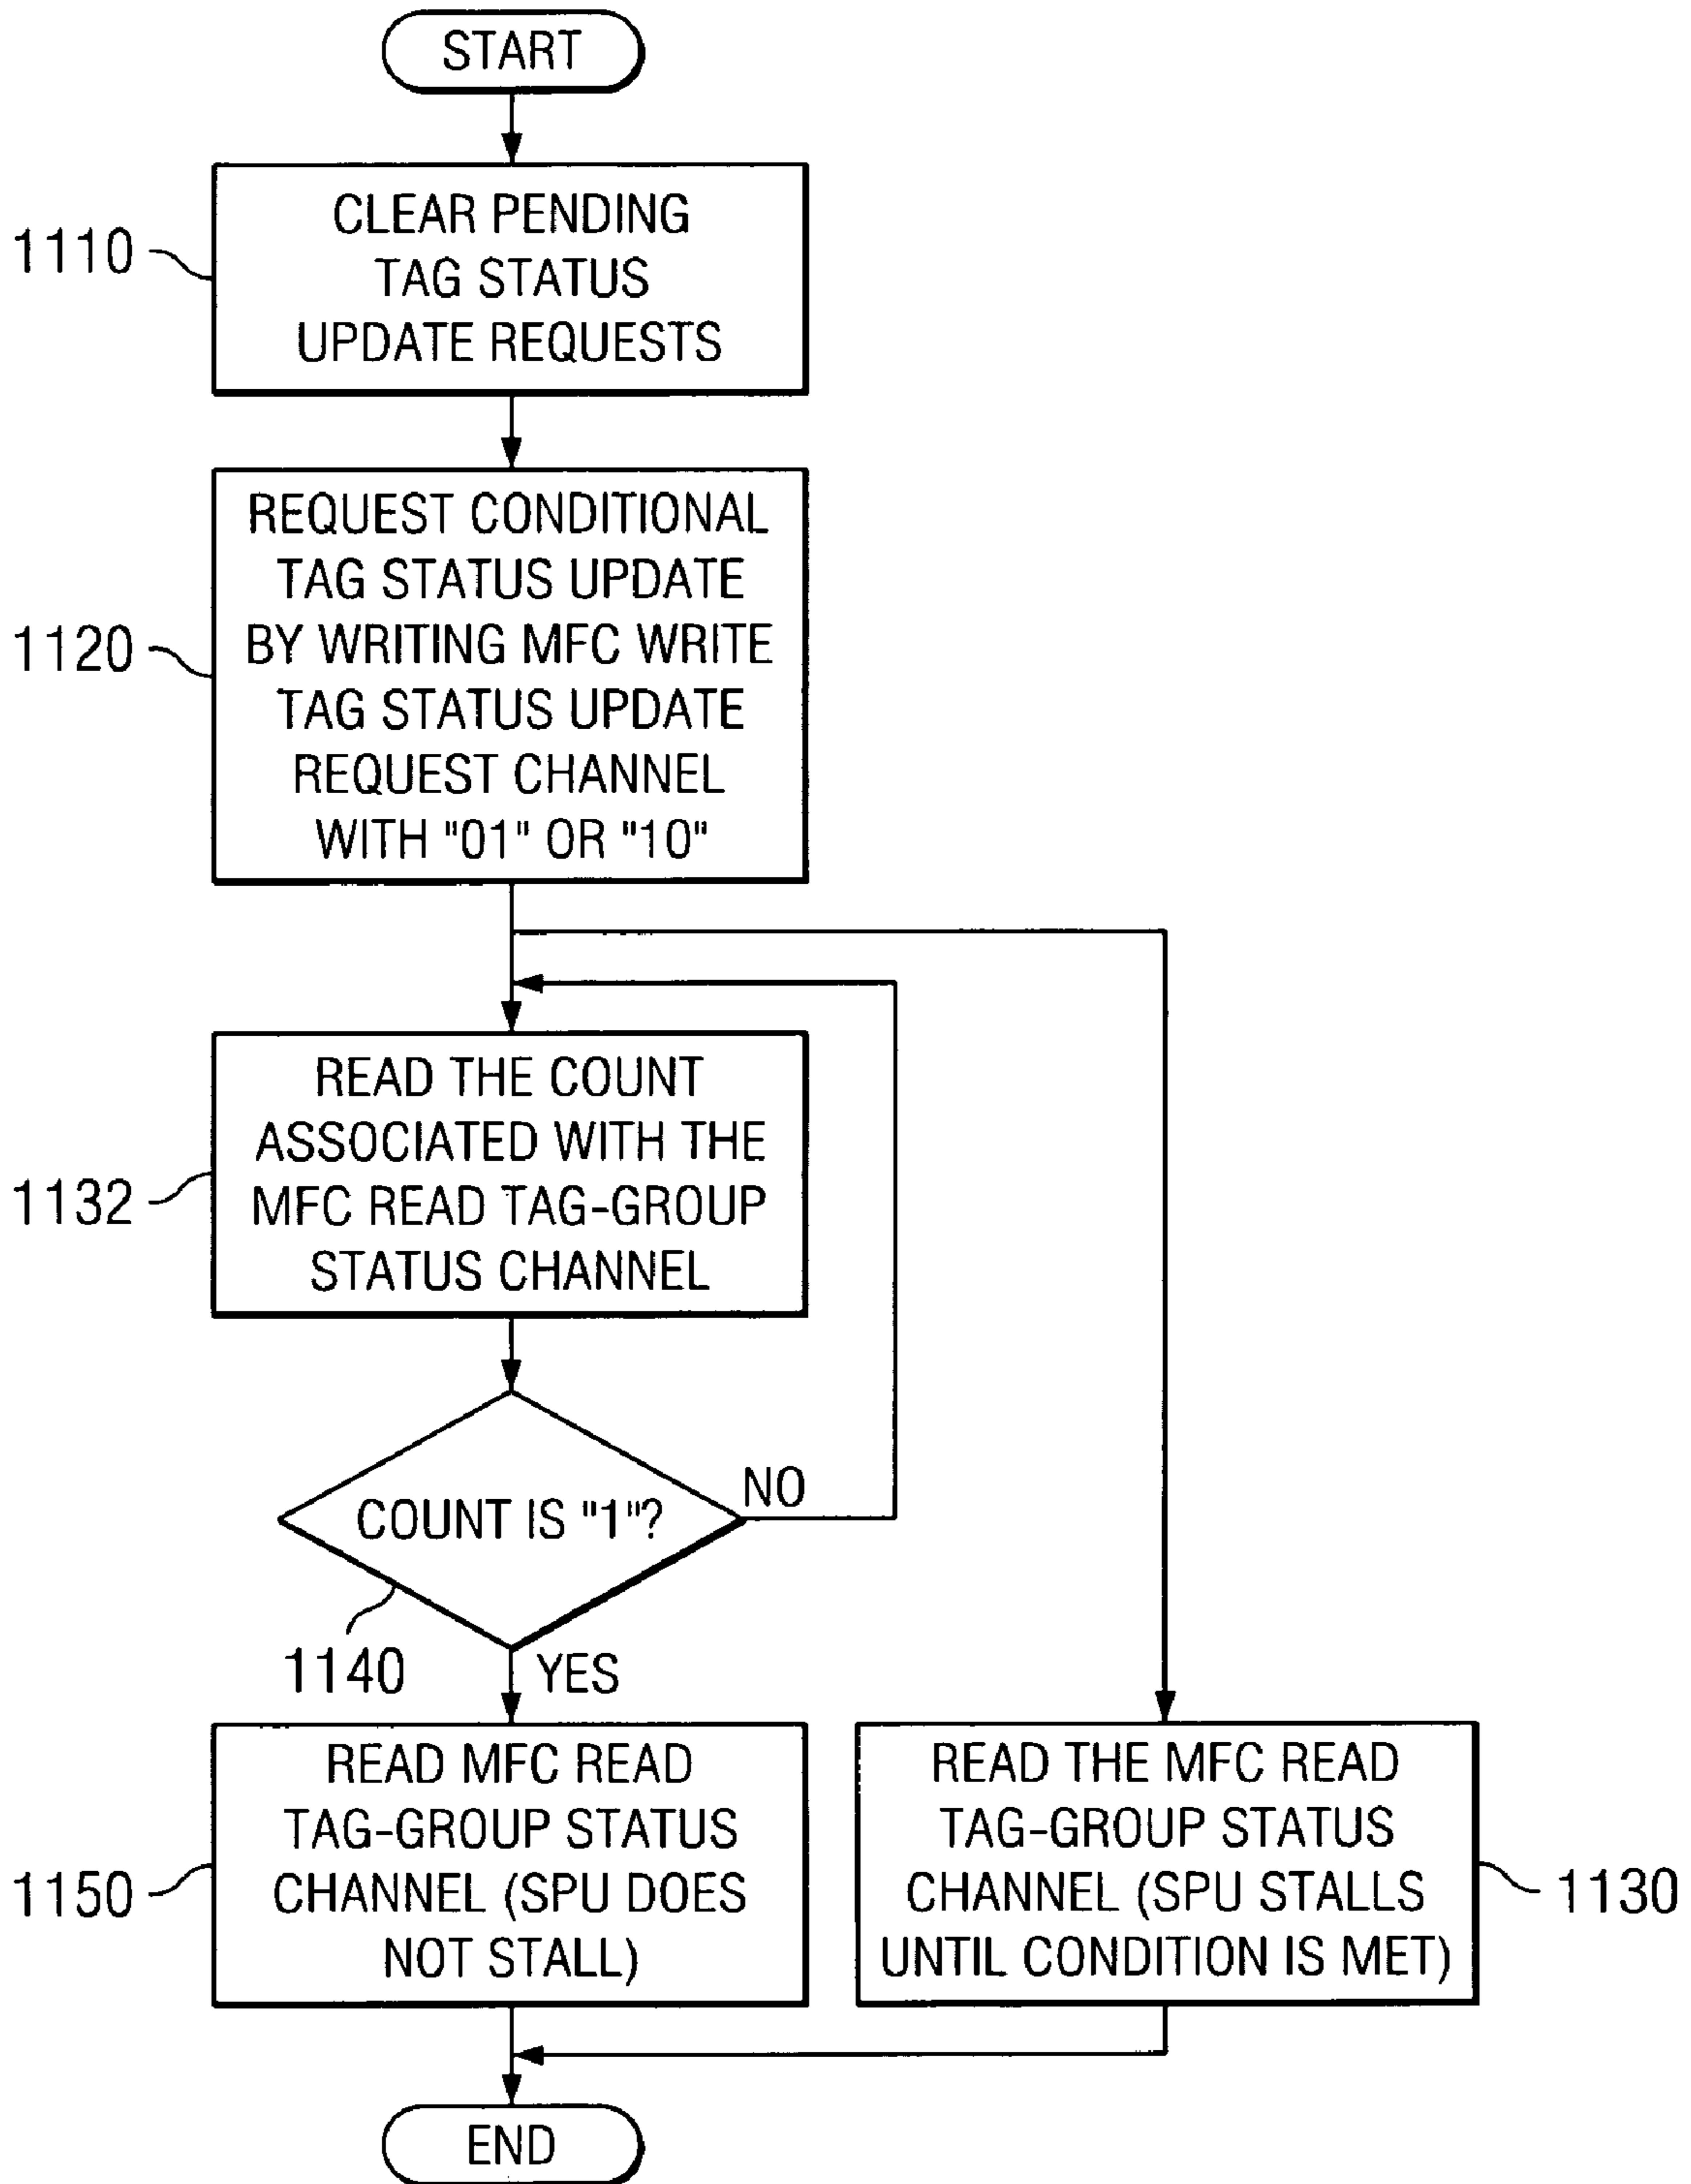 START
1110
CLEAR PENDING
TAG STATUS
UPDATE REQUESTS
1120
REQUEST CONDITIONAL
TAG STATUS UPDATE
BY WRITING MFC WRITE
TAG STATUS UPDATE
REQUEST CHANNEL
WITH "01" OR "10"
1132
READ THE COUNT
ASSOCIATED WITH THE
MFC READ TAG-GROUP
STATUS CHANNEL
COUNT IS "1"?
NO
1140
YES
1150
READ MFC READ
TAG-GROUP STATUS
CHANNEL (SPU DOES
NOT STALL)
READ THE MFC READ
TAG-GROUP STATUS
CHANNEL (SPU STALLS
UNTIL CONDITION IS MET)
1130
END